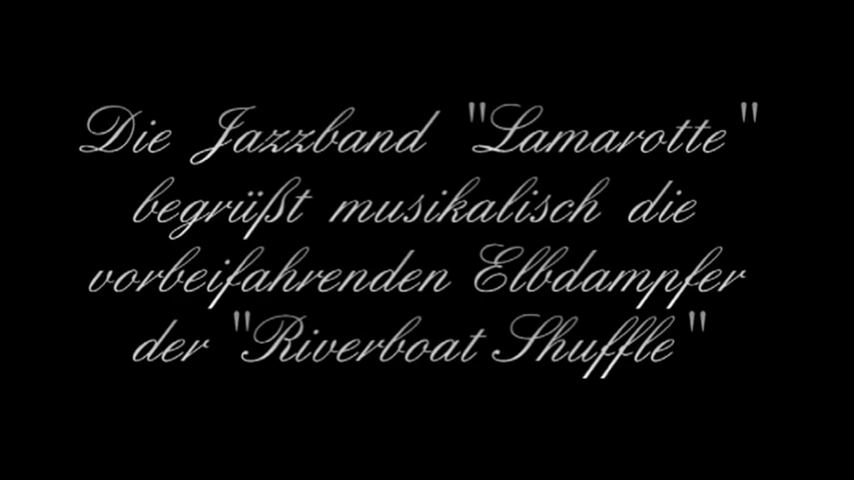 Die Jazzband "Lamarotte"
begrüßt musikalisch die
vorbeifahrenden Elbdampfer
der "Riverboat Shuffle"